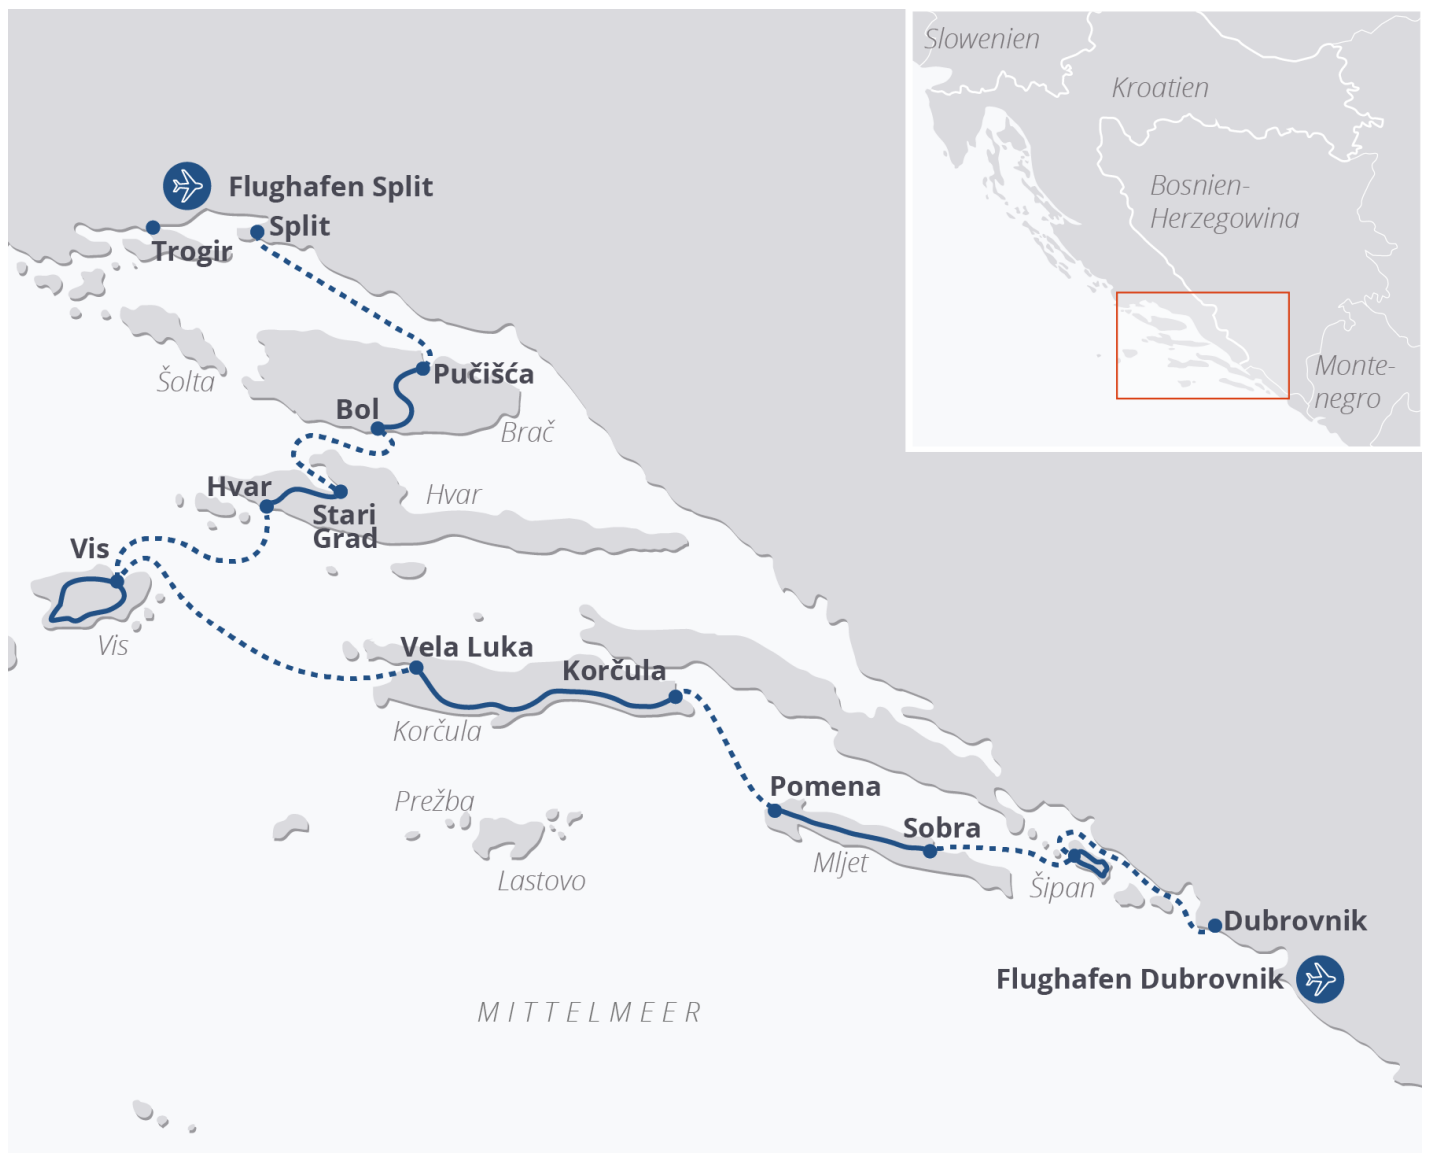 Slowenien
Kroatien
Bosnien-
Herzegowina
Monte-
negro
Flughafen Split
Split
Trogir
Šolta
Pučišća
Bol
Brač
Hvar
Hvar
Stari
Grad
Vis
Vis
Vela Luka
Korčula
Korčula
Pomena
Prežba
Sobra
Mljet
Lastovo
Šipan
Dubrovnik
Flughafen Dubrovnik
MITTELMEER